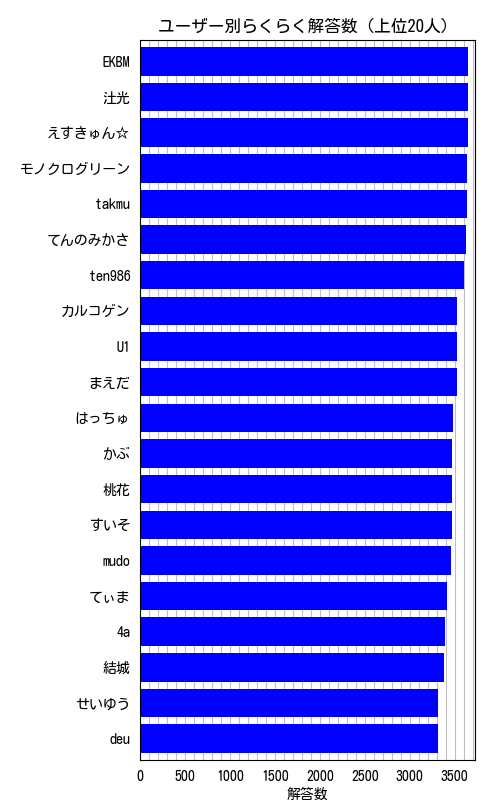 ユーザー別らくらく解答数（上位20人）
EKBM
汢光
えすきゅん☆
モノクログリーン
takmu
てんのみかさ
ten986
カルコゲン
U1
まえだ
はっちゅ
かぶ
桃花
すいそ
mudo
てぃま
4a
結城
せいゆう
deu
0 500 1000 1500 2000 2500 3000 3500
解答数